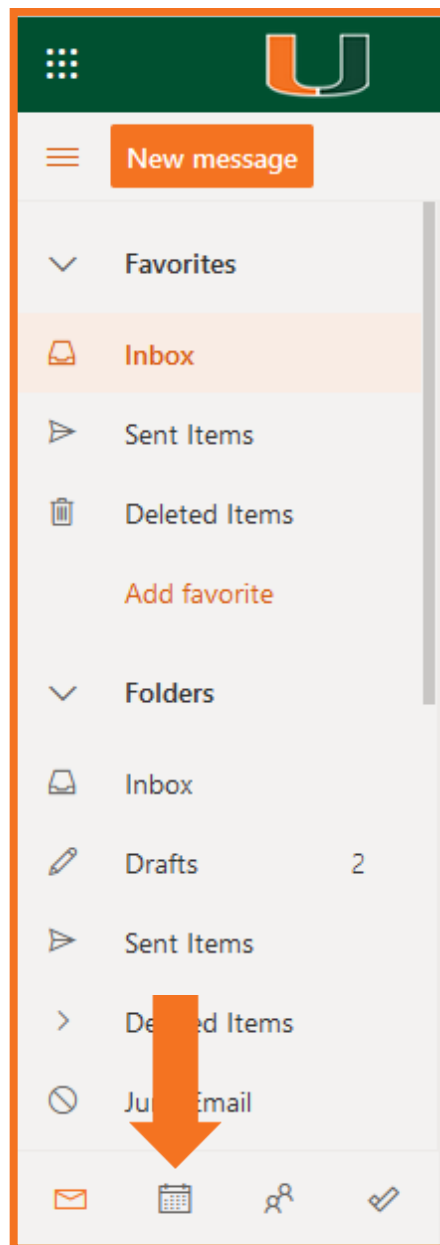 New message
Favorites
Inbox
Sent Items
Deleted Items
Add favorite
Folders
Inbox
Drafts 2
Sent Items
Items
Email